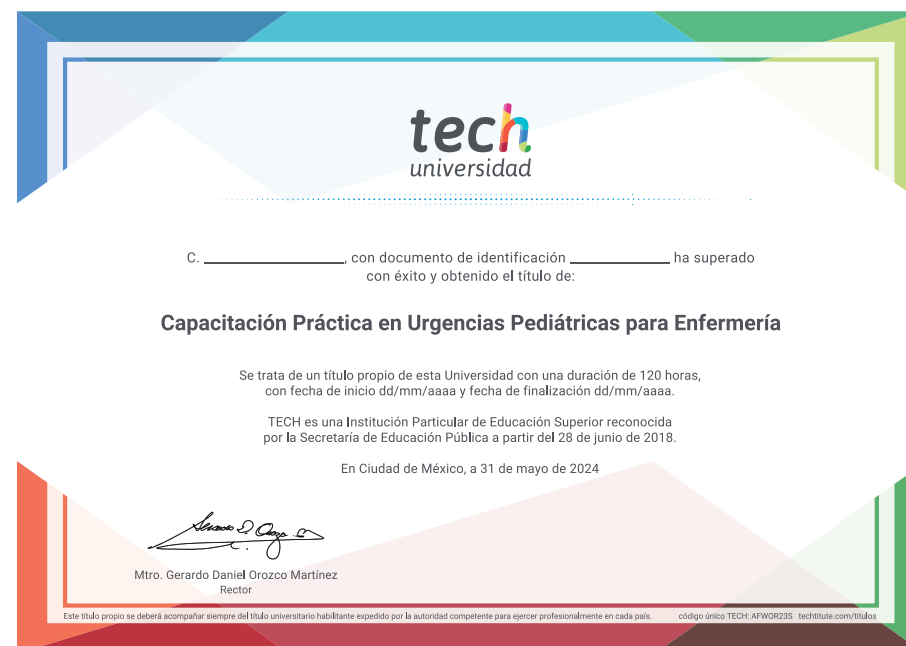 tech
universidad
C. ____________________, con documento de identificación ______________ ha superado
con éxito y obtenido el título de:
Capacitación Práctica en Urgencias Pediátricas para Enfermería
Se trata de un título propio de esta Universidad con una duración de 120 horas,
con fecha de inicio dd/mm/aaaa y fecha de finalización dd/mm/aaaa.
TECH es una Institución Particular de Educación Superior reconocida
por la Secretaría de Educación Pública a partir del 28 de junio de 2018.
En Ciudad de México, a 31 de mayo de 2024
Mtro. Gerardo Daniel Orozco Martínez
Rector
Este título propio se deberá acompañar siempre del título universitario habilitante expedido por la autoridad competente para ejercer profesionalmente en cada país. código único TECH: AFWOR23S techtitute.com/titulos